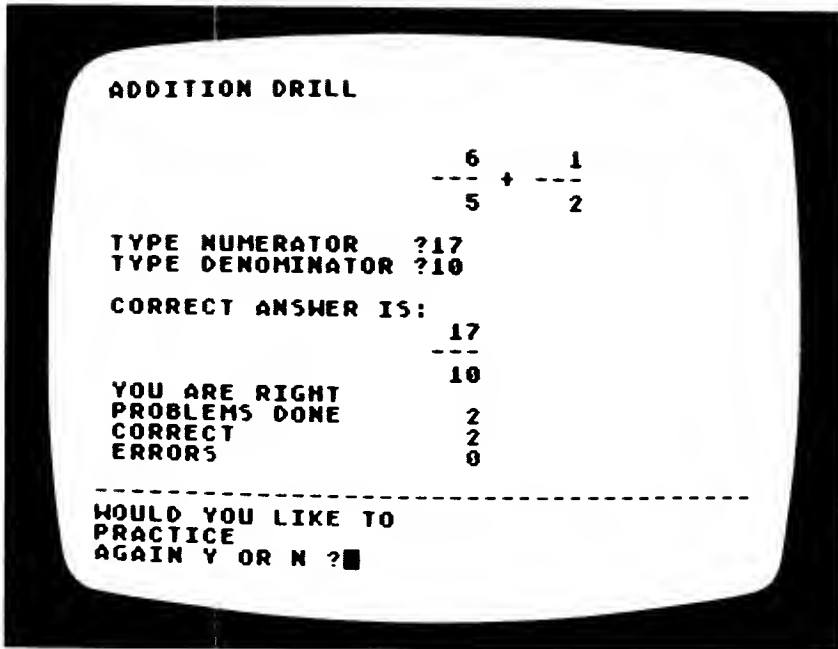 ADDITION DRILL
6 1
--- + ---
5 2
TYPE NUMERATOR ?17
TYPE DENOMINATOR ?10
CORRECT ANSWER IS:
17
---
10
YOU ARE RIGHT
PROBLEMS DONE 2
CORRECT 2
ERRORS 0
----------------------------------------
WOULD YOU LIKE TO
PRACTICE
AGAIN Y OR N ?